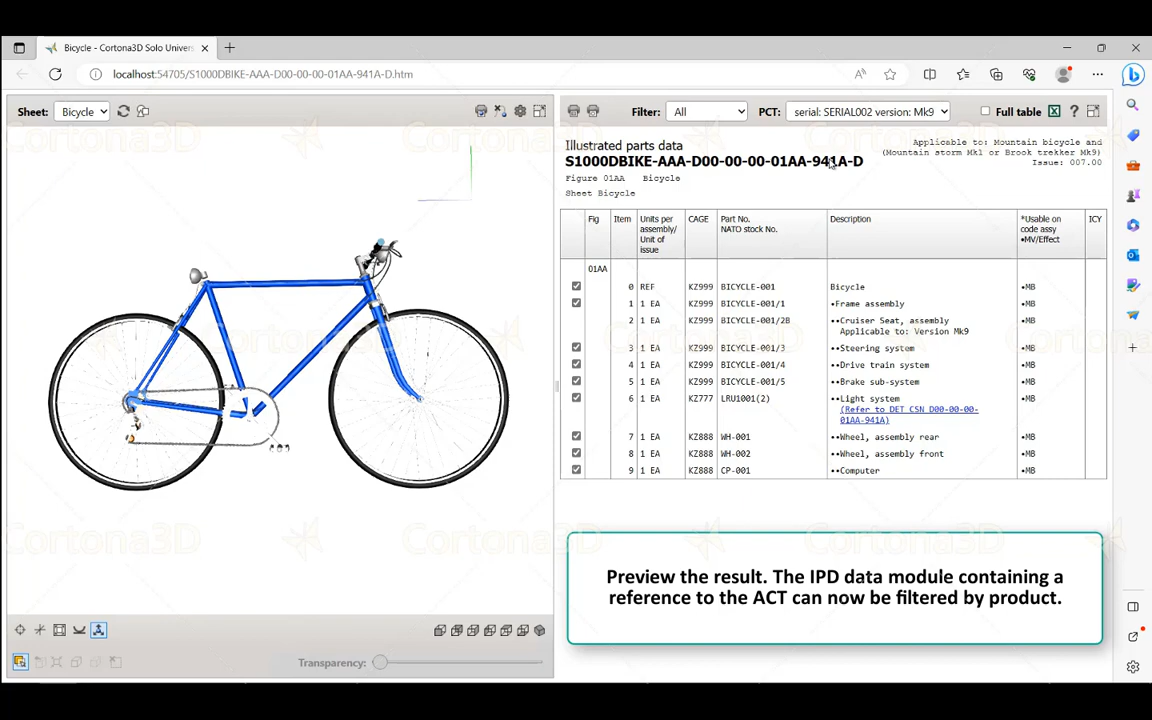 Bicycle - Cortona3D Solo Univers
localhost:54705/S1000DBIKE-AAA-D00-00-00-01AA-941A-D.htm
Sheet: Bicycle
Filter: All PCT: serial: SERIAL002 version: Mk9 Full table
Illustrated parts data
S1000DBIKE-AAA-D00-00-00-01AA-941A-D
Figure 01AA Bicycle
Sheet Bicycle
Applicable to: Mountain bicycle and
(Mountain storm Mk1 or Brook trekker Mk9)
Issue: 007.00
Fig Item Units per assembly/ Unit of issue CAGE Part No. NATO stock No. Description *Usable on code assy •MV/Effect ICY
01AA
0 REF KZ999 BICYCLE-001 Bicycle •MB
1 1 EA KZ999 BICYCLE-001/1 •Frame assembly •MB
2 1 EA KZ999 BICYCLE-001/2B ••Cruiser Seat, assembly •MB
Applicable to: Version Mk9
3 1 EA KZ999 BICYCLE-001/3 ••Steering system •MB
4 1 EA KZ999 BICYCLE-001/4 ••Drive train system •MB
5 1 EA KZ999 BICYCLE-001/5 ••Brake sub-system •MB
6 1 EA KZ777 LRU1001(2) ••Light system •MB
(Refer to DET CSN D00-00-00-
01AA-941A)
7 1 EA KZ888 WH-001 ••Wheel, assembly rear •MB
8 1 EA KZ888 WH-002 ••Wheel, assembly front •MB
9 1 EA KZ888 CP-001 ••Computer •MB
Preview the result. The IPD data module containing a
reference to the ACT can now be filtered by product.
Transparency:
Cortona3D